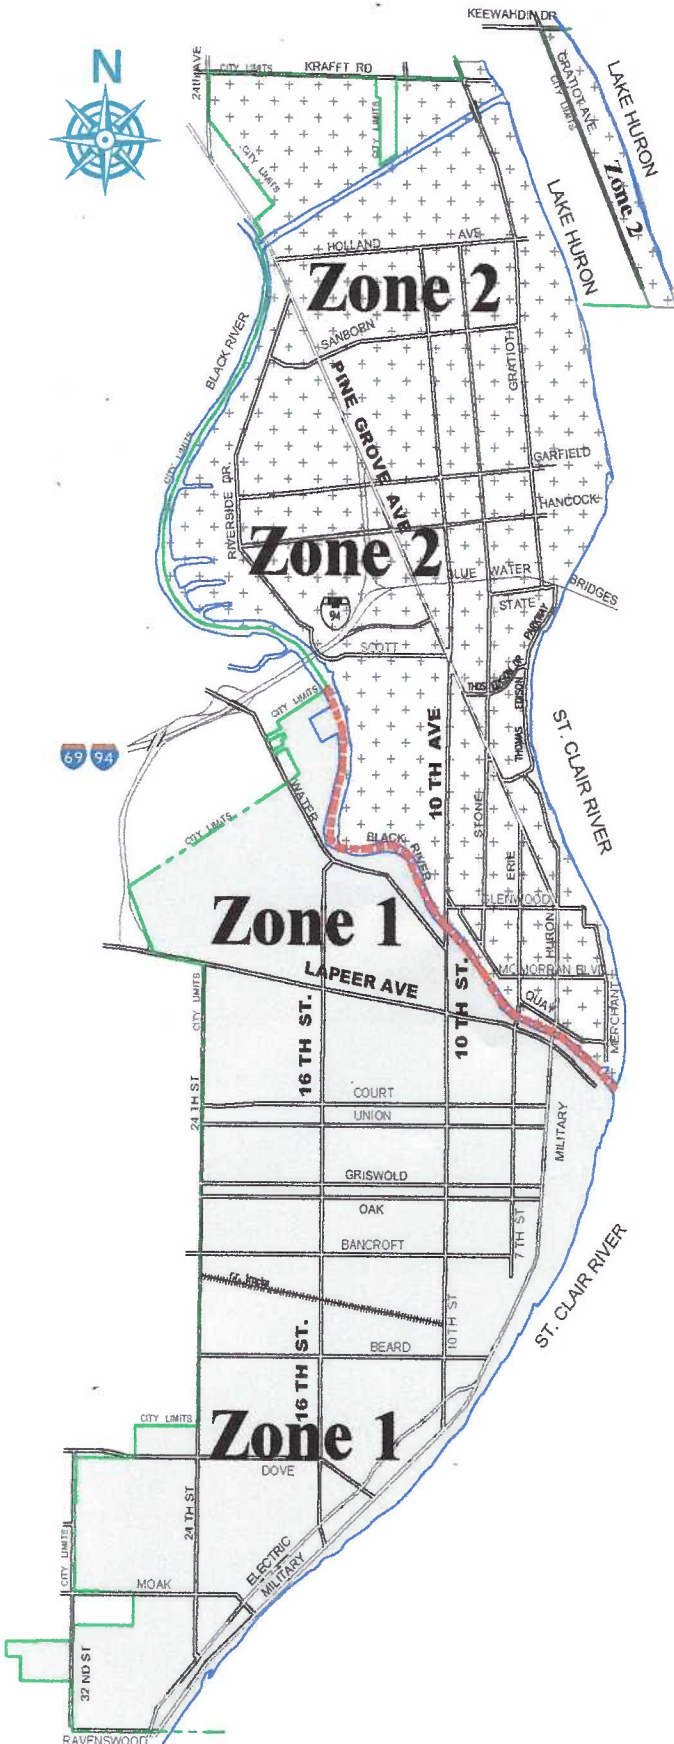 KEEWAHDIN DR
N
24TH AVE
CITY LIMITS
KRAFFT RD
GRATIOT AVE
CITY LIMITS
LAKE HURON
Zone 2
CITY LIMITS
CITY LIMITS
LAKE HURON
HOLLAND AVE
Zone 2
BLACK RIVER
SANBORN
GRATIOT
PINE GROVE AVE
CITY LIMITS
RIVERSIDE DR
GARFIELD
HANCOCK
Zone 2
BLUE WATER BRIDGES
94
STATE
SCOTT
THOS EDISON PARKWAY
THOMAS EDISON
CITY LIMITS
69 94
WATER
10 TH AVE
ST. CLAIR RIVER
CITY LIMITS
STONE
BLACK RIVER
ERIE
GLENWOOD
Zone 1
HURON
LAPEER AVE
MCMORRAN BLVD
CITY LIMITS
16 TH ST.
10 TH ST.
QUAY
MERCHANT
24 TH ST
COURT
UNION
MILITARY
GRISWOLD
OAK
7TH ST
BANCROFT
ST. CLAIR RIVER
10TH ST
16 TH ST.
BEARD
CITY LIMITS
Zone 1
DOVE
24 TH ST
CITY LIMITS
ELECTRIC
MILITARY
MOAK
32 ND ST
RAVENSWOOD